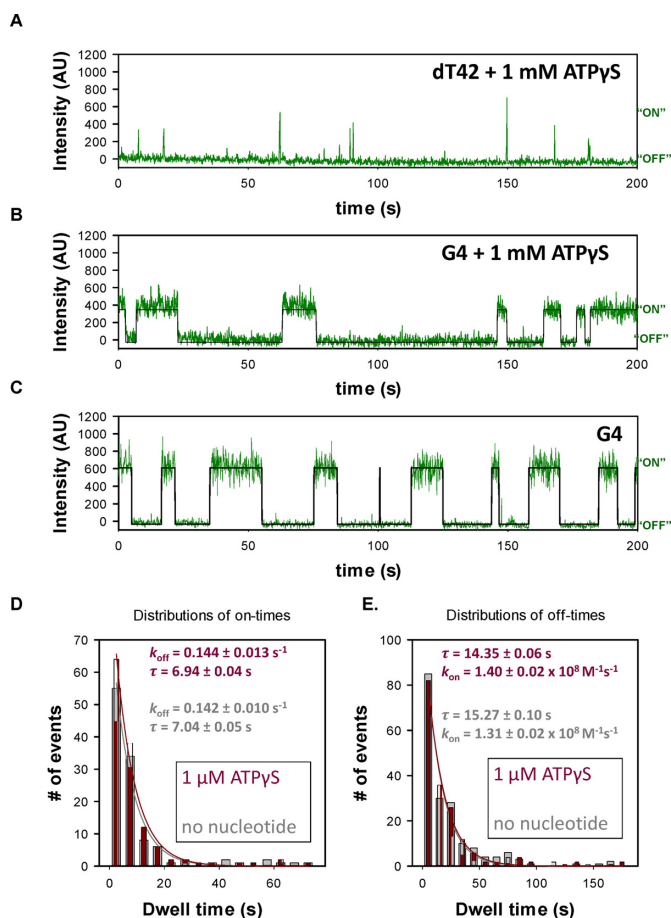 A
Intensity (AU)
1200
1000
800
600
400
200
0
dT42 + 1 mM ATPγS
"ON"
"OFF"
0 50 100 150 200
time (s)
B
Intensity (AU)
1200
1000
800
600
400
200
0
G4 + 1 mM ATPγS
"ON"
"OFF"
0 50 100 150 200
time (s)
C
Intensity (AU)
1200
1000
800
600
400
200
0
G4
"ON"
"OFF"
0 50 100 150 200
time (s)
D
Distributions of on-times
# of events
70
60
50
40
30
20
10
0
koff = 0.144 ± 0.013 s-1
τ = 6.94 ± 0.04 s
koff = 0.142 ± 0.010 s-1
τ = 7.04 ± 0.05 s
1 μM ATPγS
no nucleotide
0 20 40 60
Dwell time (s)
E.
Distributions of off-times
# of events
100
80
60
40
20
0
τ = 14.35 ± 0.06 s
kon = 1.40 ± 0.02 x 108 M-1s-1
τ = 15.27 ± 0.10 s
kon = 1.31 ± 0.02 x 108 M-1s-1
1 μM ATPγS
no nucleotide
0 50 100 150
Dwell time (s)